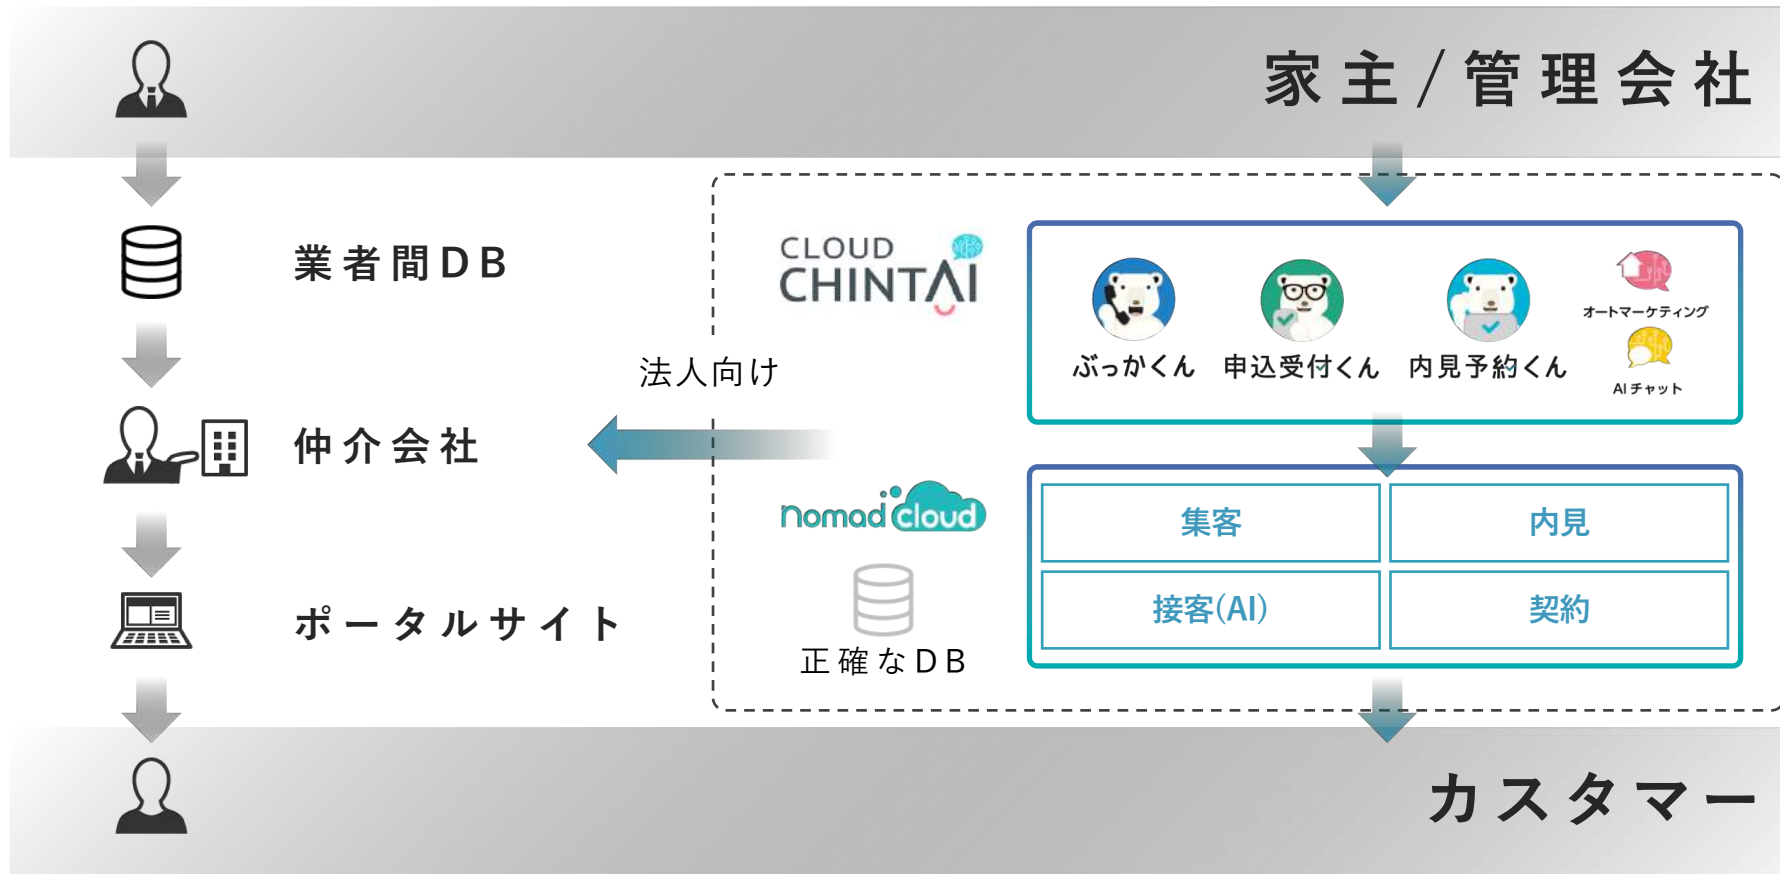 家主/管理会社
業者間DB
仲介会社
ポータルサイト
法人向け
CLOUD
CHINTAI
ぶっかくん
申込受付くん
内見予約くん
オートマーケティング
AIチャット
nomad cloud
正確なDB
集客
内見
接客(AI)
契約
カスタマー